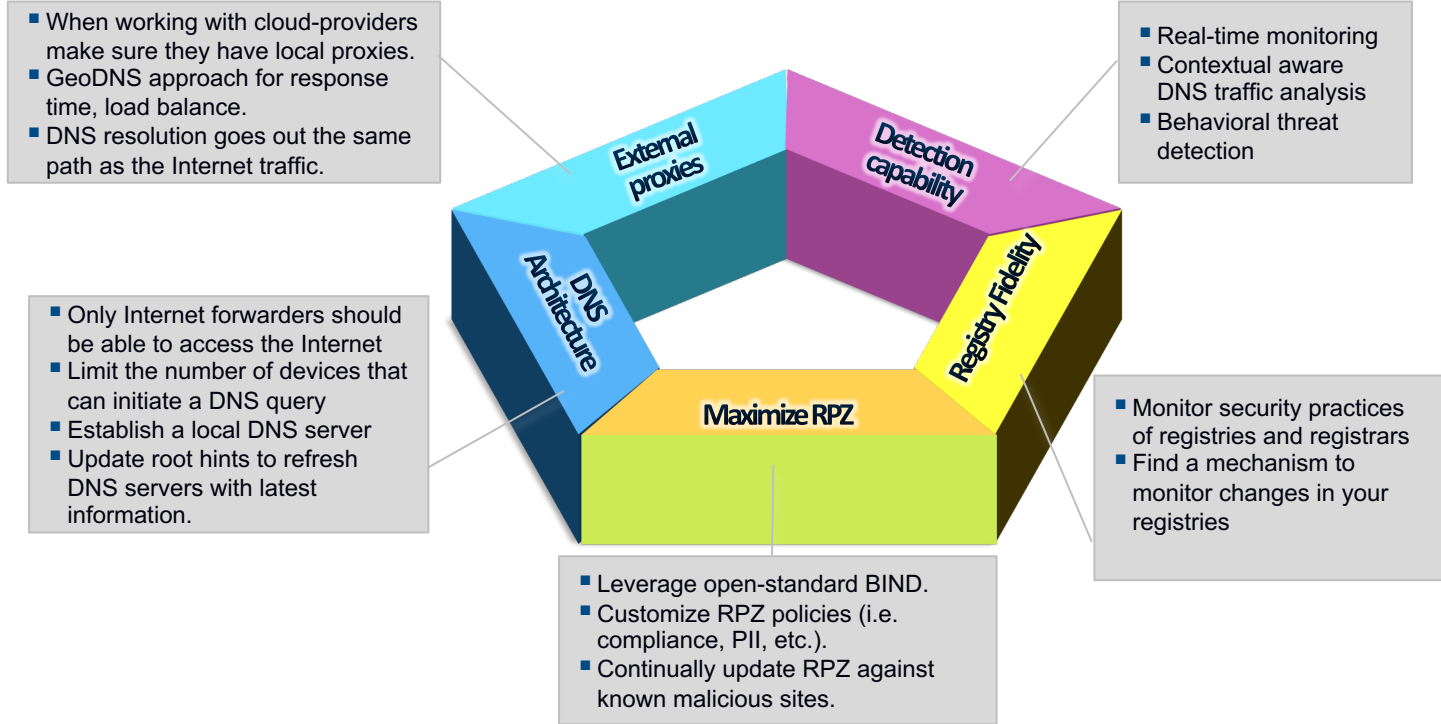 ▪ When working with cloud-providers
make sure they have local proxies.
▪ GeoDNS approach for response
time, load balance.
▪ DNS resolution goes out the same
path as the Internet traffic.
▪ Real-time monitoring
▪ Contextual aware
DNS traffic analysis
▪ Behavioral threat
detection
External
proxies
Detection
capability
DNS
Architecture
Registry Fidelity
Maximize RPZ
▪ Only Internet forwarders should
be able to access the Internet
▪ Limit the number of devices that
can initiate a DNS query
▪ Establish a local DNS server
▪ Update root hints to refresh
DNS servers with latest
information.
▪ Monitor security practices
of registries and registrars
▪ Find a mechanism to
monitor changes in your
registries
▪ Leverage open-standard BIND.
▪ Customize RPZ policies (i.e.
compliance, PII, etc.).
▪ Continually update RPZ against
known malicious sites.